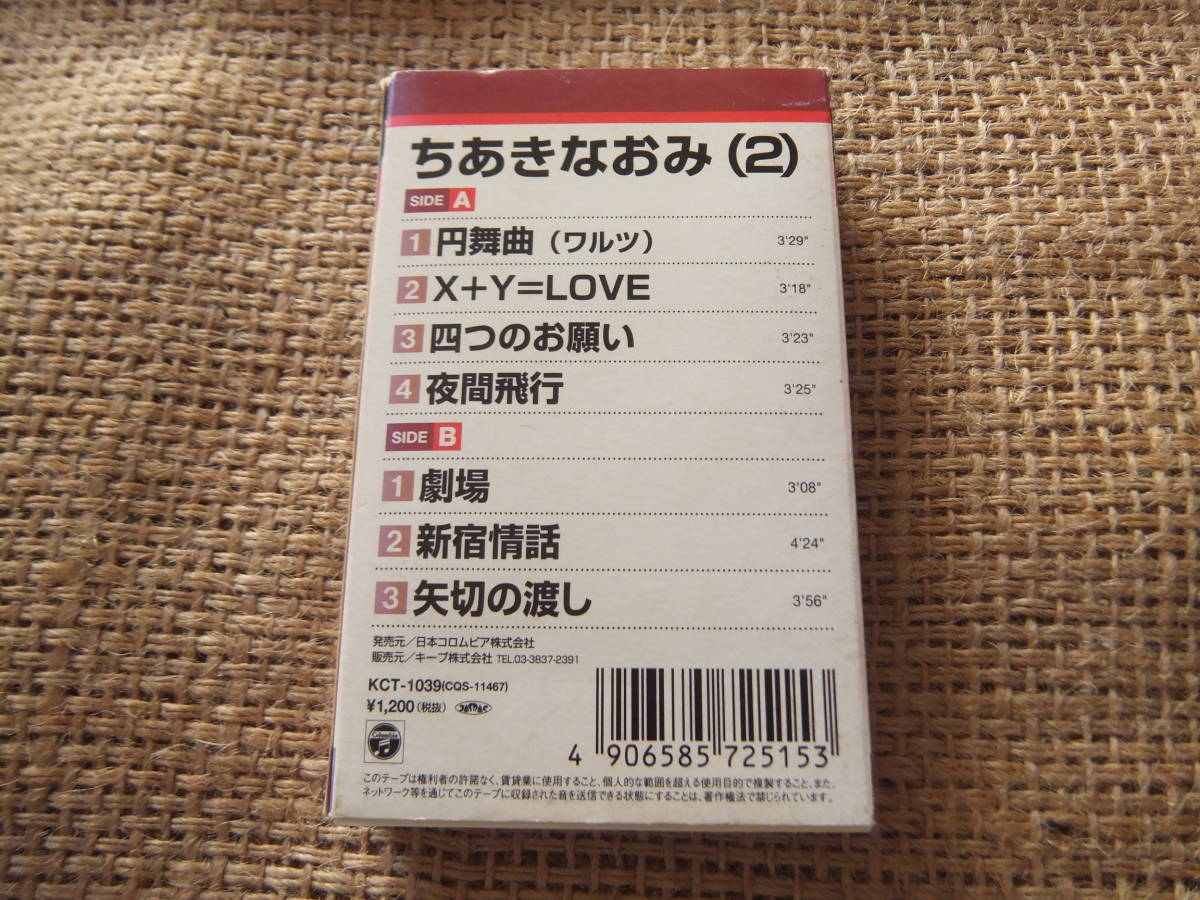 ちあきなおみ(2)
SIDE A
1 円舞曲(ワルツ) 3'29"
2 X+Y=LOVE 3'18"
3 四つのお願い 3'23"
4 夜間飛行 3'25"
SIDE B
1 劇場 3'08"
2 新宿情話 4'24"
3 矢切の渡し 3'56"
発売元/日本コロムビア株式会社
販売元/キープ株式会社 TEL.03-3837-2391
KCT-1039(CQS-11467)
¥1,200(税抜) JASRAC
Columbia
4 906585 725153
このテープは権利者の許諾なく、賃貸業に使用すること、個人的な範囲を超える使用目的で複製すること、また、
ネットワーク等を通じてこのテープに収録された音を送信できる状態にすることは、著作権法で禁じられています。